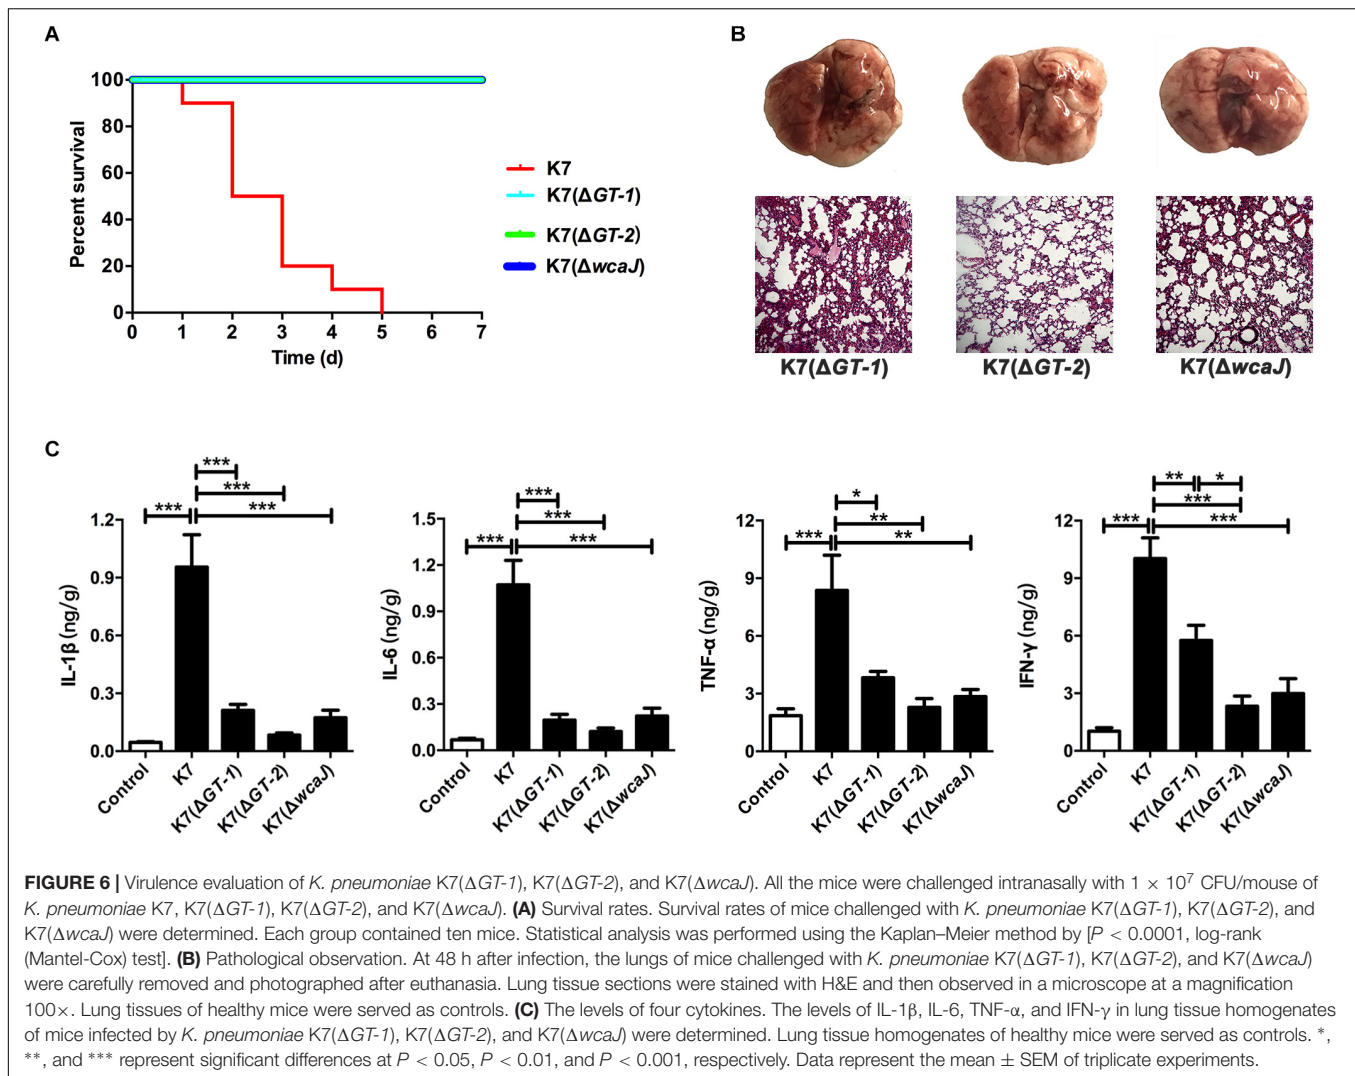 A
B
100
80
60
40
20
0
Percent survival
0 1 2 3 4 5 6 7
Time (d)
K7
K7(ΔGT-1)
K7(ΔGT-2)
K7(ΔwcaJ)
K7(ΔGT-1) K7(ΔGT-2) K7(ΔwcaJ)
C
***
***
*** ***
1.2
0.9
0.6
0.3
0.0
IL-1β (ng/g)
Control K7 K7(ΔGT-1) K7(ΔGT-2) K7(ΔwcaJ)
***
***
*** ***
1.5
1.2
0.9
0.6
0.3
0.0
IL-6 (ng/g)
Control K7 K7(ΔGT-1) K7(ΔGT-2) K7(ΔwcaJ)
*
**
*** **
12
9
6
3
0
TNF-α (ng/g)
Control K7 K7(ΔGT-1) K7(ΔGT-2) K7(ΔwcaJ)
** *
***
*** ***
12
9
6
3
0
IFN-γ (ng/g)
Control K7 K7(ΔGT-1) K7(ΔGT-2) K7(ΔwcaJ)
FIGURE 6 | Virulence evaluation of K. pneumoniae K7(ΔGT-1), K7(ΔGT-2), and K7(ΔwcaJ). All the mice were challenged intranasally with 1 × 10⁷ CFU/mouse of
K. pneumoniae K7, K7(ΔGT-1), K7(ΔGT-2), and K7(ΔwcaJ). (A) Survival rates. Survival rates of mice challenged with K. pneumoniae K7(ΔGT-1), K7(ΔGT-2), and
K7(ΔwcaJ) were determined. Each group contained ten mice. Statistical analysis was performed using the Kaplan–Meier method by [P < 0.0001, log-rank
(Mantel-Cox) test]. (B) Pathological observation. At 48 h after infection, the lungs of mice challenged with K. pneumoniae K7(ΔGT-1), K7(ΔGT-2), and K7(ΔwcaJ)
were carefully removed and photographed after euthanasia. Lung tissue sections were stained with H&E and then observed in a microscope at a magnification
100×. Lung tissues of healthy mice were served as controls. (C) The levels of four cytokines. The levels of IL-1β, IL-6, TNF-α, and IFN-γ in lung tissue homogenates
of mice infected by K. pneumoniae K7(ΔGT-1), K7(ΔGT-2), and K7(ΔwcaJ) were determined. Lung tissue homogenates of healthy mice were served as controls. *,
**, and *** represent significant differences at P < 0.05, P < 0.01, and P < 0.001, respectively. Data represent the mean ± SEM of triplicate experiments.